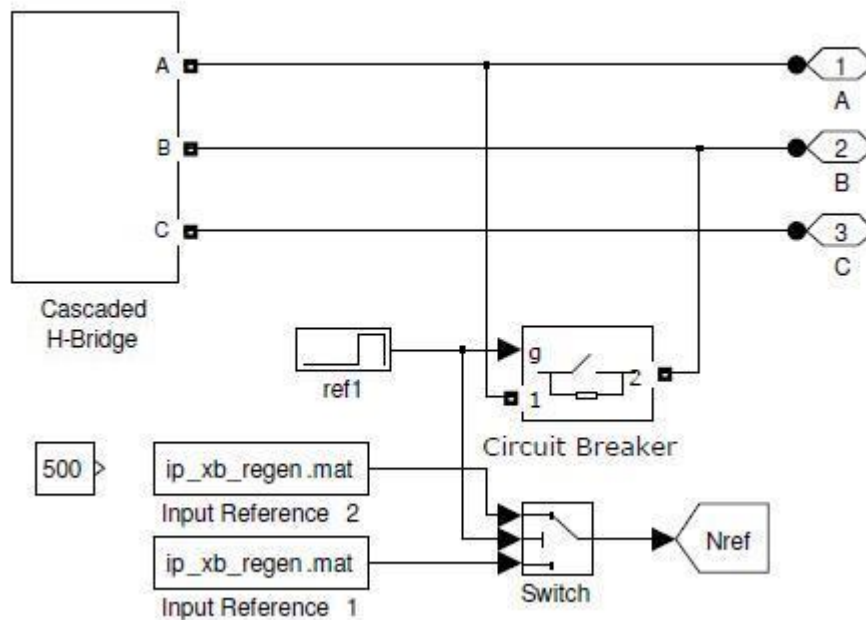 A
1
A
B
2
B
C
3
C
Cascaded
H-Bridge
g
2
1
ref1
Circuit Breaker
500
ip_xb_regen .mat
Input Reference 2
ip_xb_regen .mat
Input Reference 1
Switch
Nref